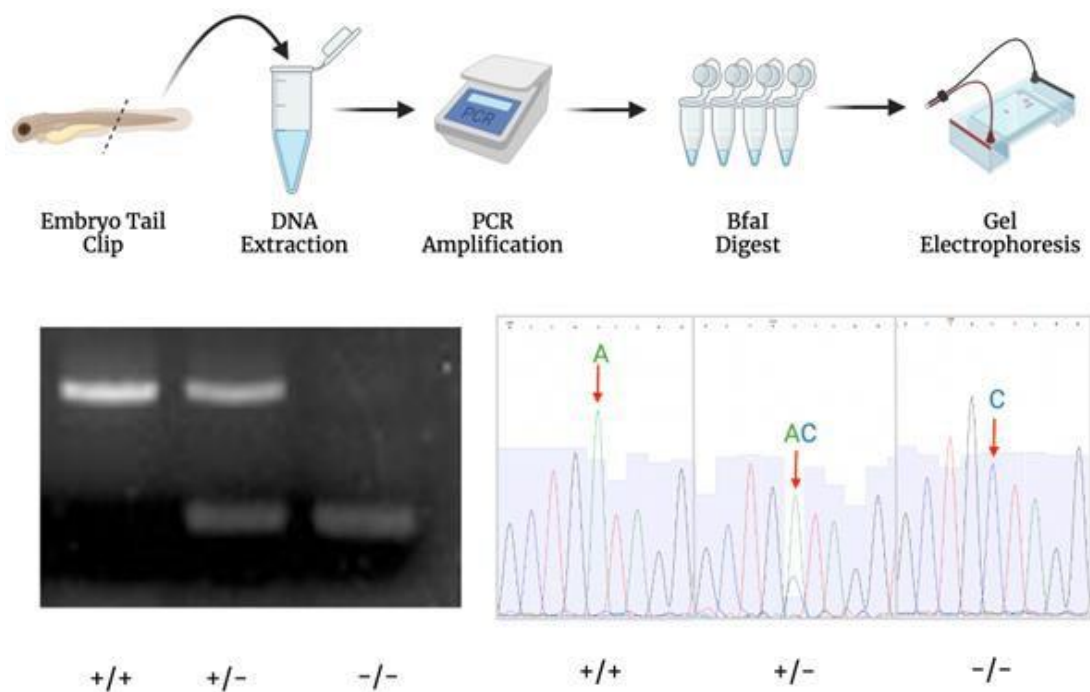 PCR
Embryo Tail
Clip
DNA
Extraction
PCR
Amplification
BfaI
Digest
Gel
Electrophoresis
A
AC
C
+/+
+/-
-/-
+/+
+/-
-/-